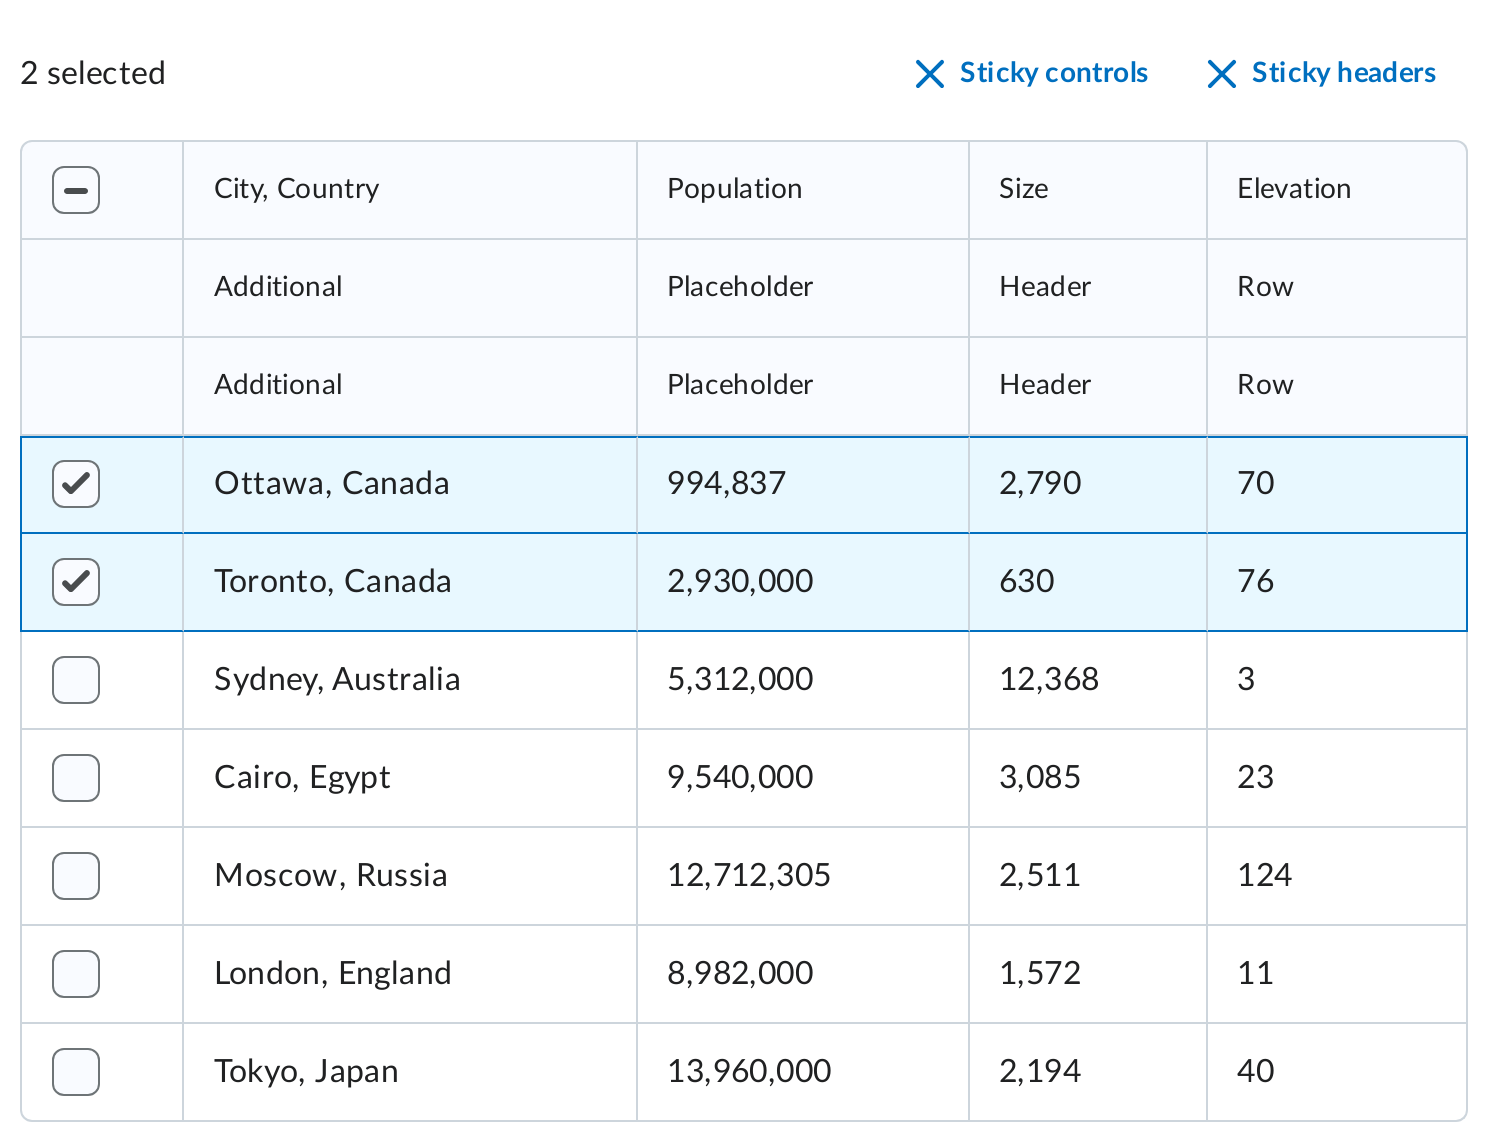 2 selected Sticky controls Sticky headers
City, Country Population Size Elevation
Additional Placeholder Header Row
Additional Placeholder Header Row
Ottawa, Canada 994,837 2,790 70
Toronto, Canada 2,930,000 630 76
Sydney, Australia 5,312,000 12,368 3
Cairo, Egypt 9,540,000 3,085 23
Moscow, Russia 12,712,305 2,511 124
London, England 8,982,000 1,572 11
Tokyo, Japan 13,960,000 2,194 40